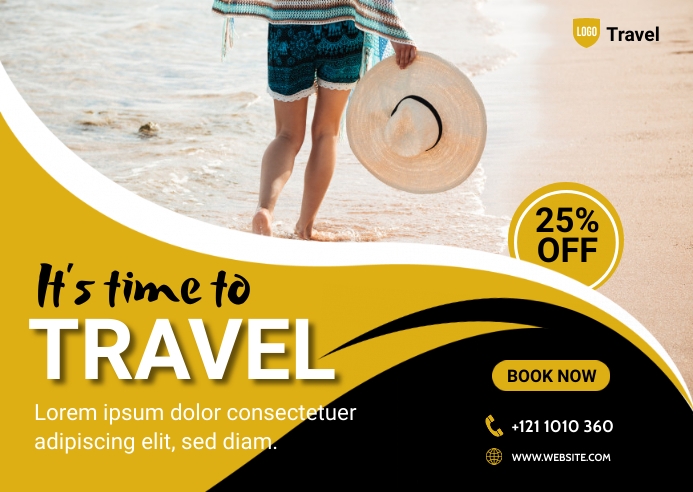 LOGO Travel
25%
OFF
It's time to
TRAVEL
Lorem ipsum dolor consectetuer
adipiscing elit, sed diam.
BOOK NOW
+121 1010 360
WWW.WEBSITE.COM